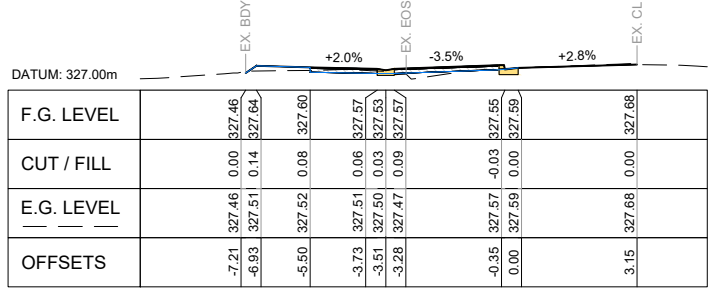 EX. BDY
EX. EOS
EX. CL
+2.0%
-3.5%
+2.8%
DATUM: 327.00m
F.G. LEVEL 327.46 327.64 327.60 327.57 327.53 327.57 327.55 327.59 327.68
CUT / FILL 0.00 0.14 0.08 0.06 0.03 0.09 -0.03 0.00 0.00
E.G. LEVEL 327.46 327.51 327.52 327.51 327.50 327.47 327.57 327.59 327.68
OFFSETS -7.21 -6.93 -5.50 -3.73 -3.51 -3.28 -0.35 0.00 3.15